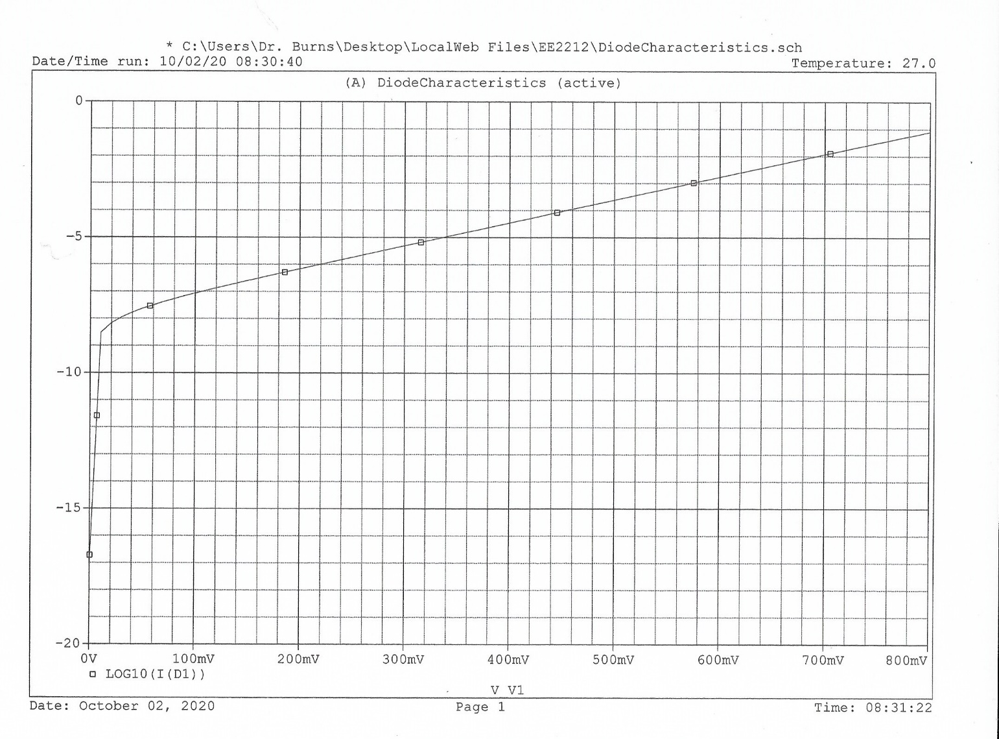 * C:\Users\Dr. Burns\Desktop\LocalWeb Files\EE2212\DiodeCharacteristics.sch
Date/Time run: 10/02/20 08:30:40 Temperature: 27.0
(A) DiodeCharacteristics (active)
0
-5
-10
-15
-20
0V 100mV 200mV 300mV 400mV 500mV 600mV 700mV 800mV
LOG10(I(D1))
V V1
Date: October 02, 2020 Page 1 Time: 08:31:22